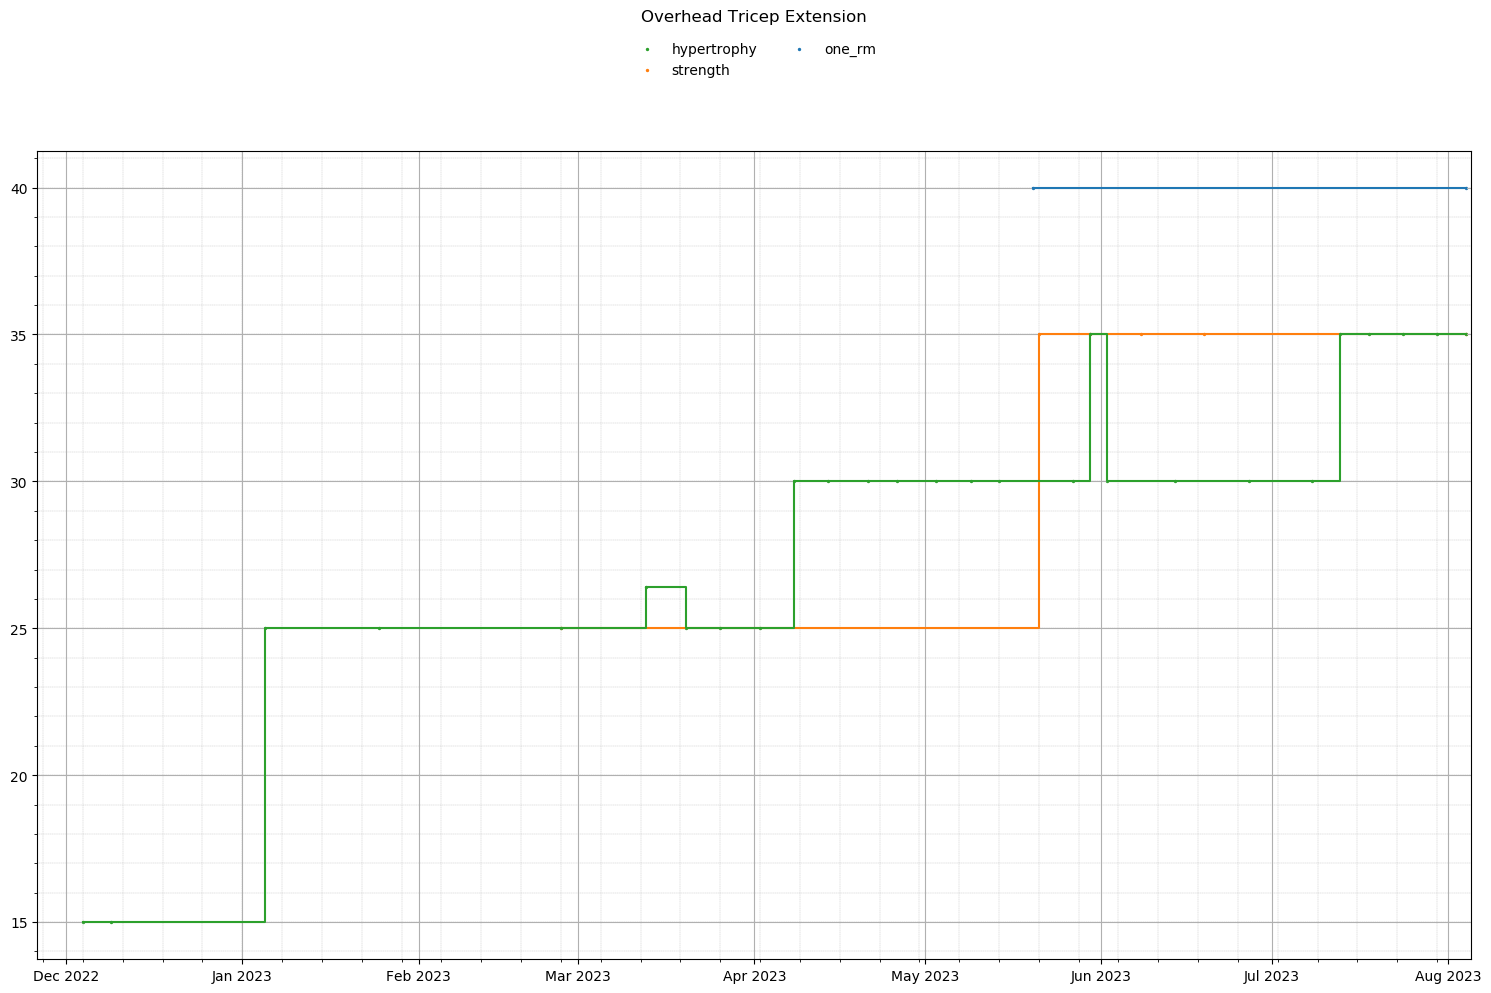 Overhead Tricep Extension
hypertrophy
one_rm
strength
40
35
30
25
20
15
Dec 2022
Jan 2023
Feb 2023
Mar 2023
Apr 2023
May 2023
Jun 2023
Jul 2023
Aug 2023